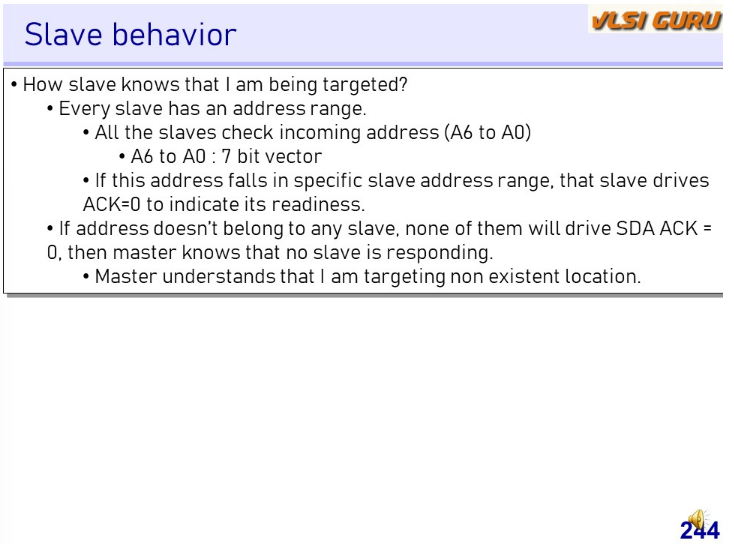 Slave behavior
VLSI GURU
• How slave knows that I am being targeted?
• Every slave has an address range.
• All the slaves check incoming address (A6 to A0)
• A6 to A0 : 7 bit vector
• If this address falls in specific slave address range, that slave drives
ACK=0 to indicate its readiness.
• If address doesn't belong to any slave, none of them will drive SDA ACK =
0, then master knows that no slave is responding.
• Master understands that I am targeting non existent location.
244